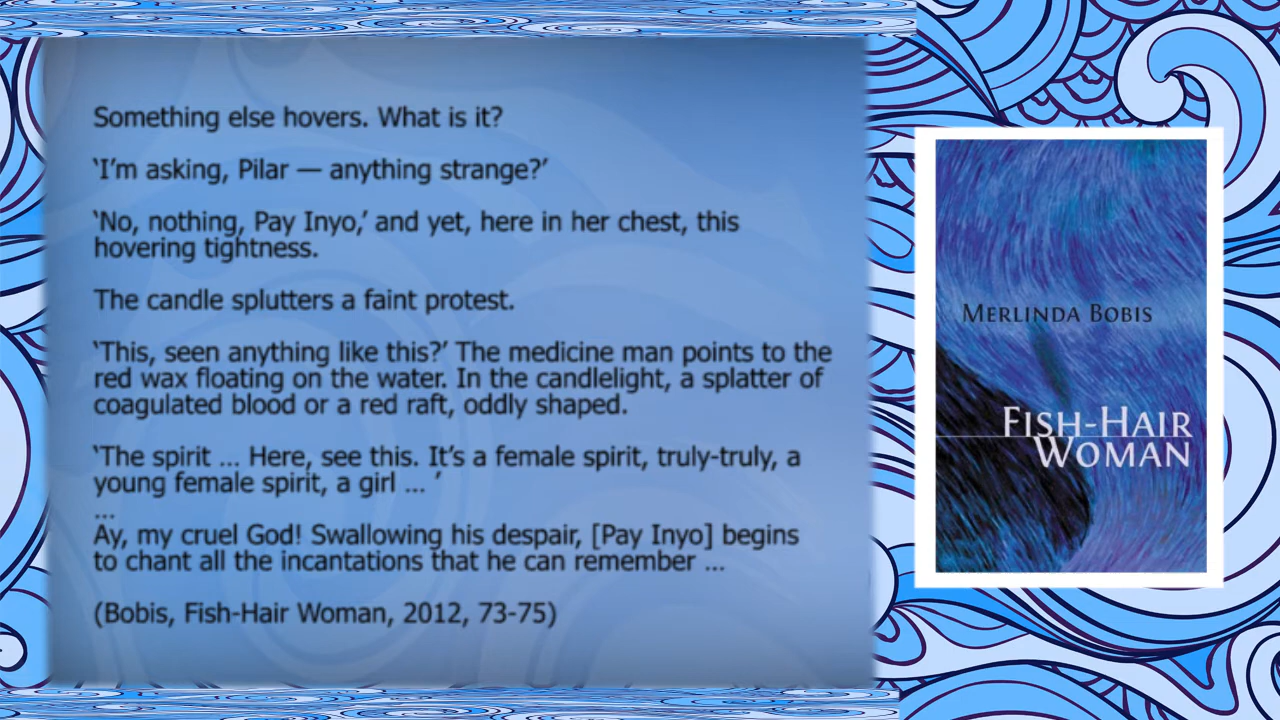 Something else hovers. What is it?
‘I’m asking, Pilar — anything strange?’
‘No, nothing, Pay Inyo,’ and yet, here in her chest, this
hovering tightness.
The candle splutters a faint protest.
‘This, seen anything like this?’ The medicine man points to the
red wax floating on the water. In the candlelight, a splatter of
coagulated blood or a red raft, oddly shaped.
‘The spirit ... Here, see this. It’s a female spirit, truly-truly, a
young female spirit, a girl ... ’
...
Ay, my cruel God! Swallowing his despair, [Pay Inyo] begins
to chant all the incantations that he can remember ...
(Bobis, Fish-Hair Woman, 2012, 73-75)
MERLINDA BOBIS
FISH-HAIR
WOMAN